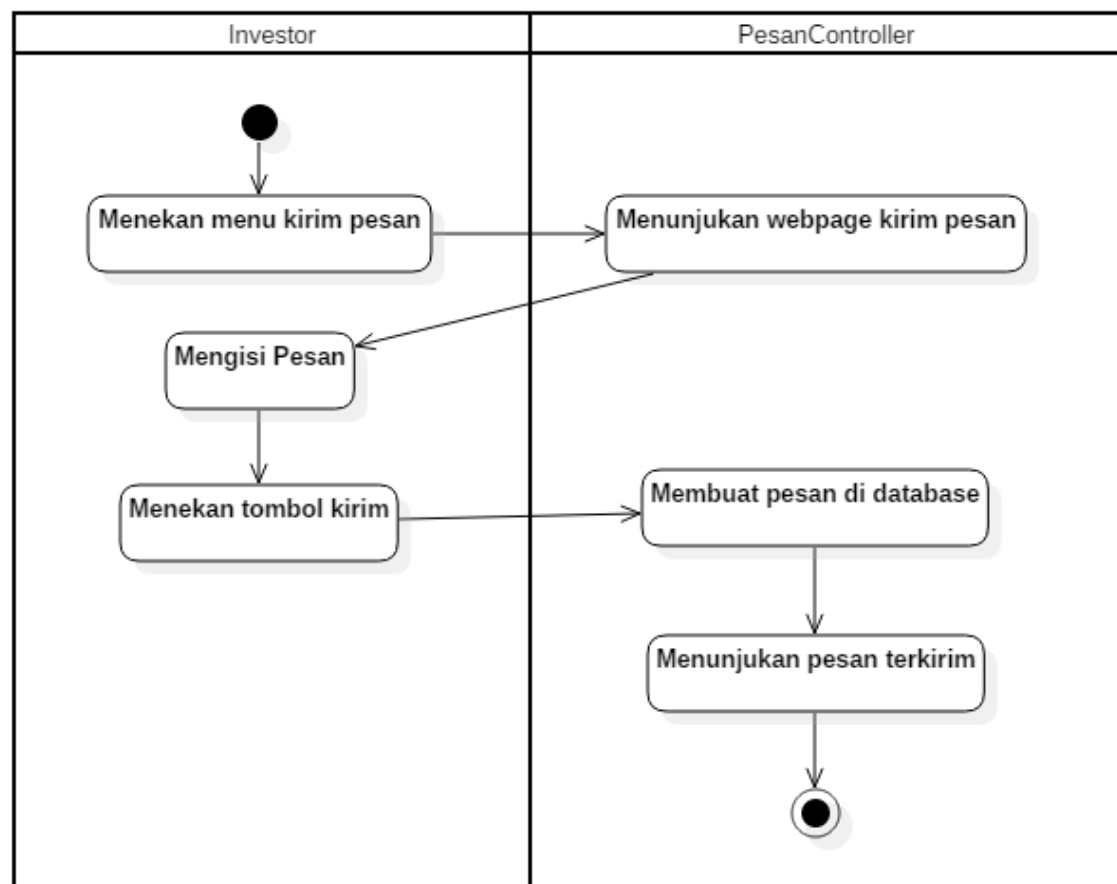 Investor
PesanController
Menekan menu kirim pesan
Menunjukan webpage kirim pesan
Mengisi Pesan
Menekan tombol kirim
Membuat pesan di database
Menunjukan pesan terkirim